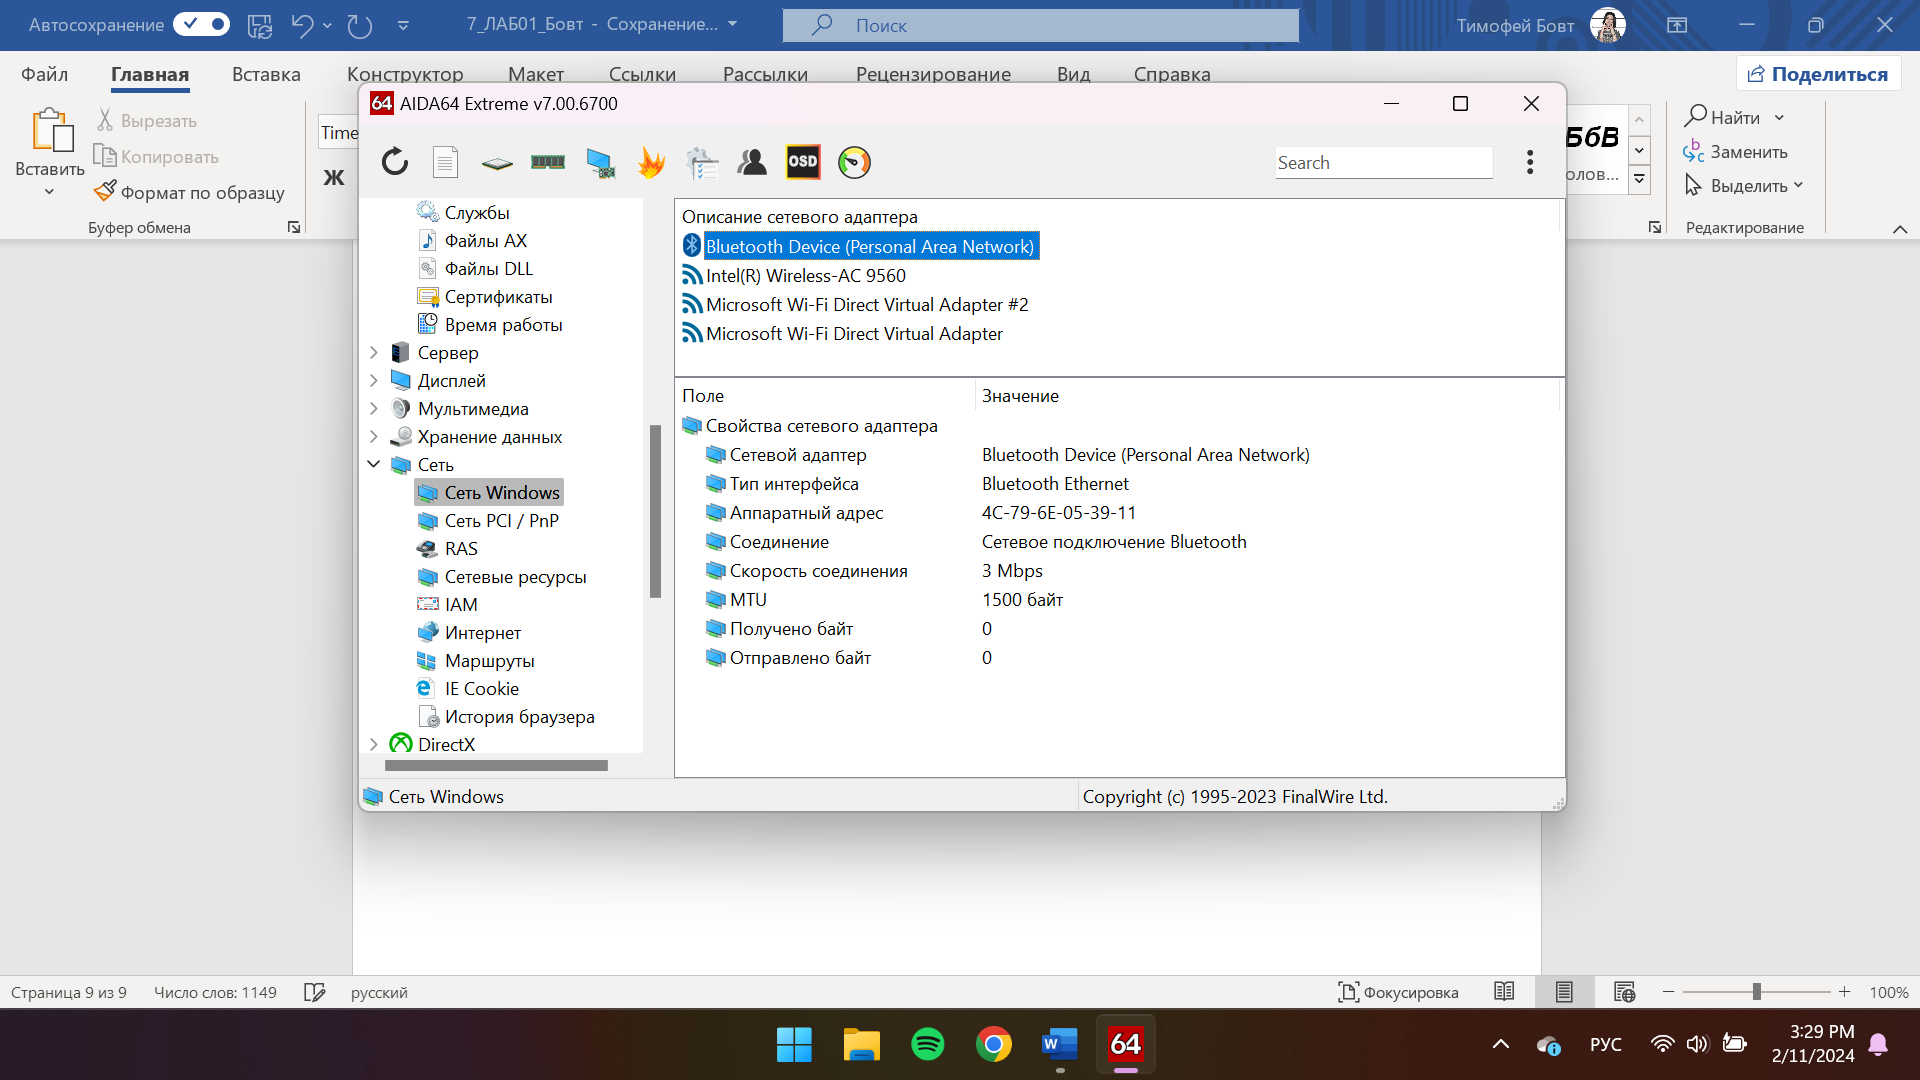 Автосохранение
7_ЛАБ01_Бовт - Сохранение...
Поиск
Тимофей Бовт
Файл Главная Вставка Конструктор Макет Ссылки Рассылки Рецензирование Вид Справка
Поделиться
Вставить
Вырезать
Копировать
Формат по образцу
Буфер обмена
Time
Ж
БбВ
Найти
Заменить
Выделить
Редактирование
64 AIDA64 Extreme v7.00.6700
OSD
Search
Службы
Файлы AX
Файлы DLL
Сертификаты
Время работы
Сервер
Дисплей
Мультимедиа
Хранение данных
Сеть
Сеть Windows
Сеть PCI / PnP
RAS
Сетевые ресурсы
IAM
Интернет
Маршруты
IE Cookie
История браузера
DirectX
Описание сетевого адаптера
Bluetooth Device (Personal Area Network)
Intel(R) Wireless-AC 9560
Microsoft Wi-Fi Direct Virtual Adapter #2
Microsoft Wi-Fi Direct Virtual Adapter
Поле Значение
Свойства сетевого адаптера
Сетевой адаптер Bluetooth Device (Personal Area Network)
Тип интерфейса Bluetooth Ethernet
Аппаратный адрес 4C-79-6E-05-39-11
Соединение Сетевое подключение Bluetooth
Скорость соединения 3 Mbps
MTU 1500 байт
Получено байт 0
Отправлено байт 0
Сеть Windows
Copyright (c) 1995-2023 FinalWire Ltd.
Страница 9 из 9 Число слов: 1149 русский
Фокусировка
100%
W
64
РУС
3:29 PM
2/11/2024